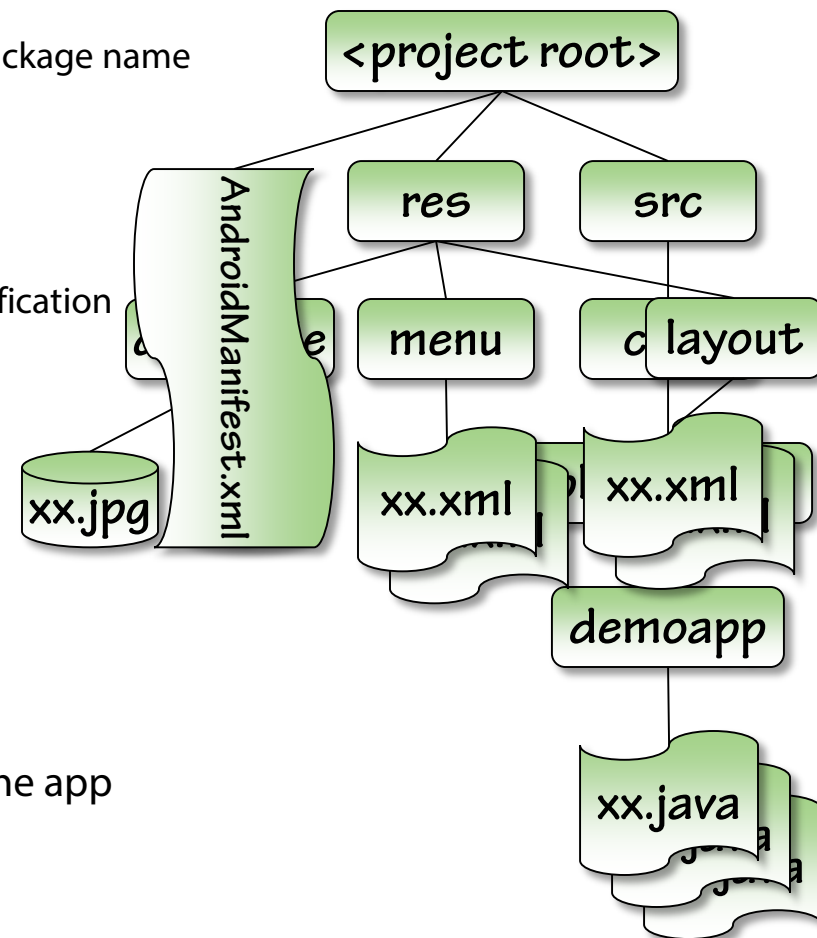 ckage name
<project root>
res
src
AndroidManifest.xml
fication
menu
layout
xx.jpg
xx.xml
xx.xml
demoapp
ne app
xx.java